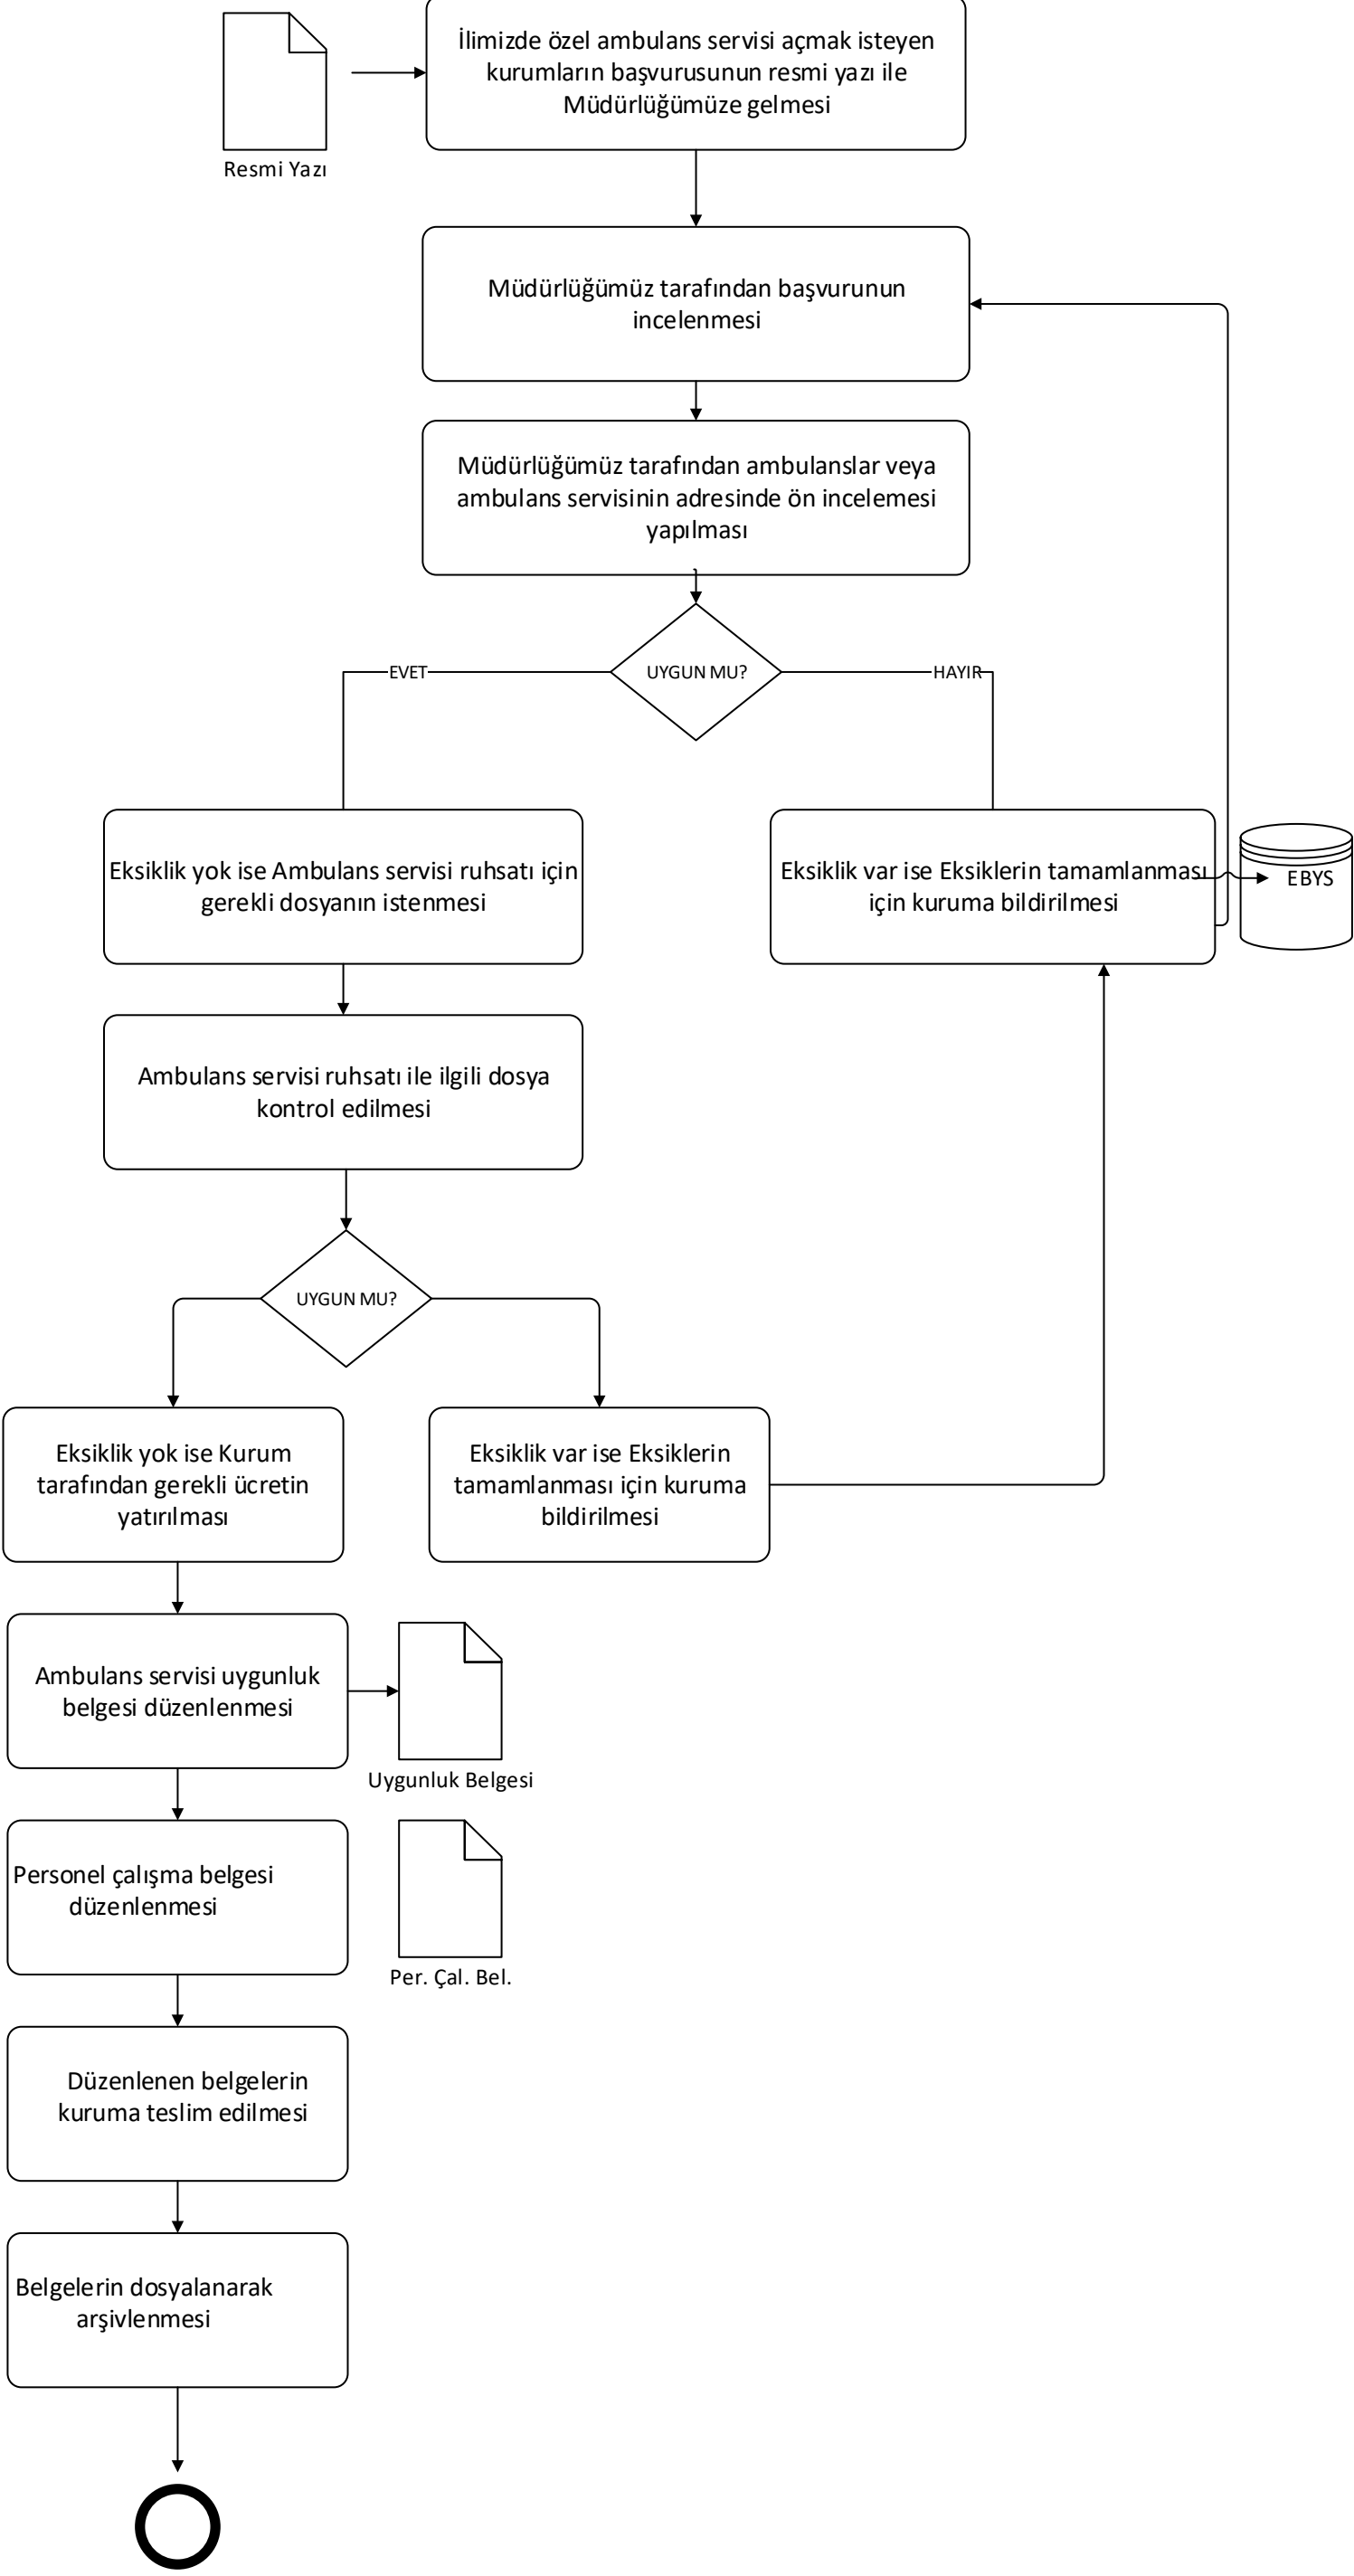 İlimizde özel ambulans servisi açmak isteyen
kurumların başvurusunun resmi yazı ile
Müdürlüğümüze gelmesi
Resmi Yazı
Müdürlüğümüz tarafından başvurunun
incelenmesi
Müdürlüğümüz tarafından ambulanslar veya
ambulans servisinin adresinde ön incelemesi
yapılması
EVET
UYGUN MU?
HAYIR
Eksiklik yok ise Ambulans servisi ruhsatı için
gerekli dosyanın istenmesi
Eksiklik var ise Eksiklerin tamamlanması
için kuruma bildirilmesi
EBYS
Ambulans servisi ruhsatı ile ilgili dosya
kontrol edilmesi
UYGUN MU?
Eksiklik yok ise Kurum
tarafından gerekli ücretin
yatırılması
Eksiklik var ise Eksiklerin
tamamlanması için kuruma
bildirilmesi
Ambulans servisi uygunluk
belgesi düzenlenmesi
Uygunluk Belgesi
Personel çalışma belgesi
düzenlenmesi
Per. Çal. Bel.
Düzenlenen belgelerin
kuruma teslim edilmesi
Belgelerin dosyalanarak
arşivlenmesi